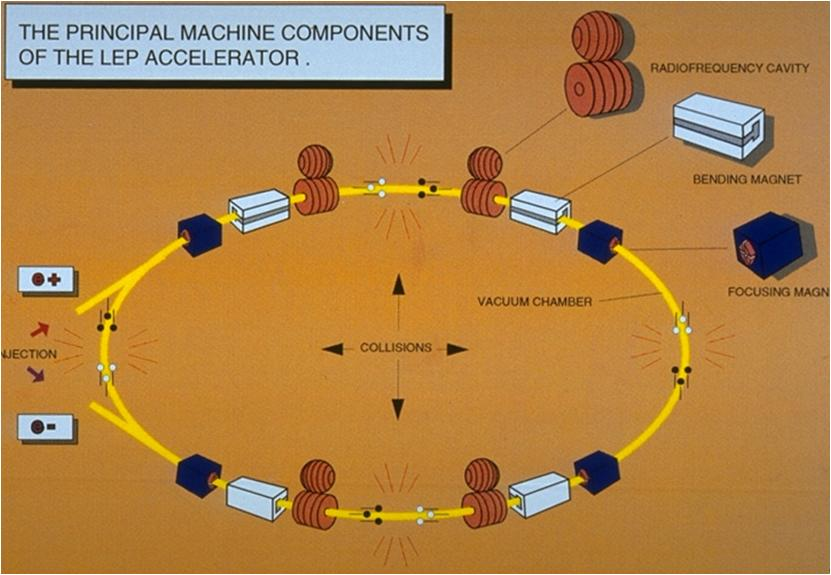 THE PRINCIPAL MACHINE COMPONENTS
OF THE LEP ACCELERATOR .
RADIOFREQUENCY CAVITY
BENDING MAGNET
FOCUSING MAGN
VACUUM CHAMBER
COLLISIONS
e +
NJECTION
e -